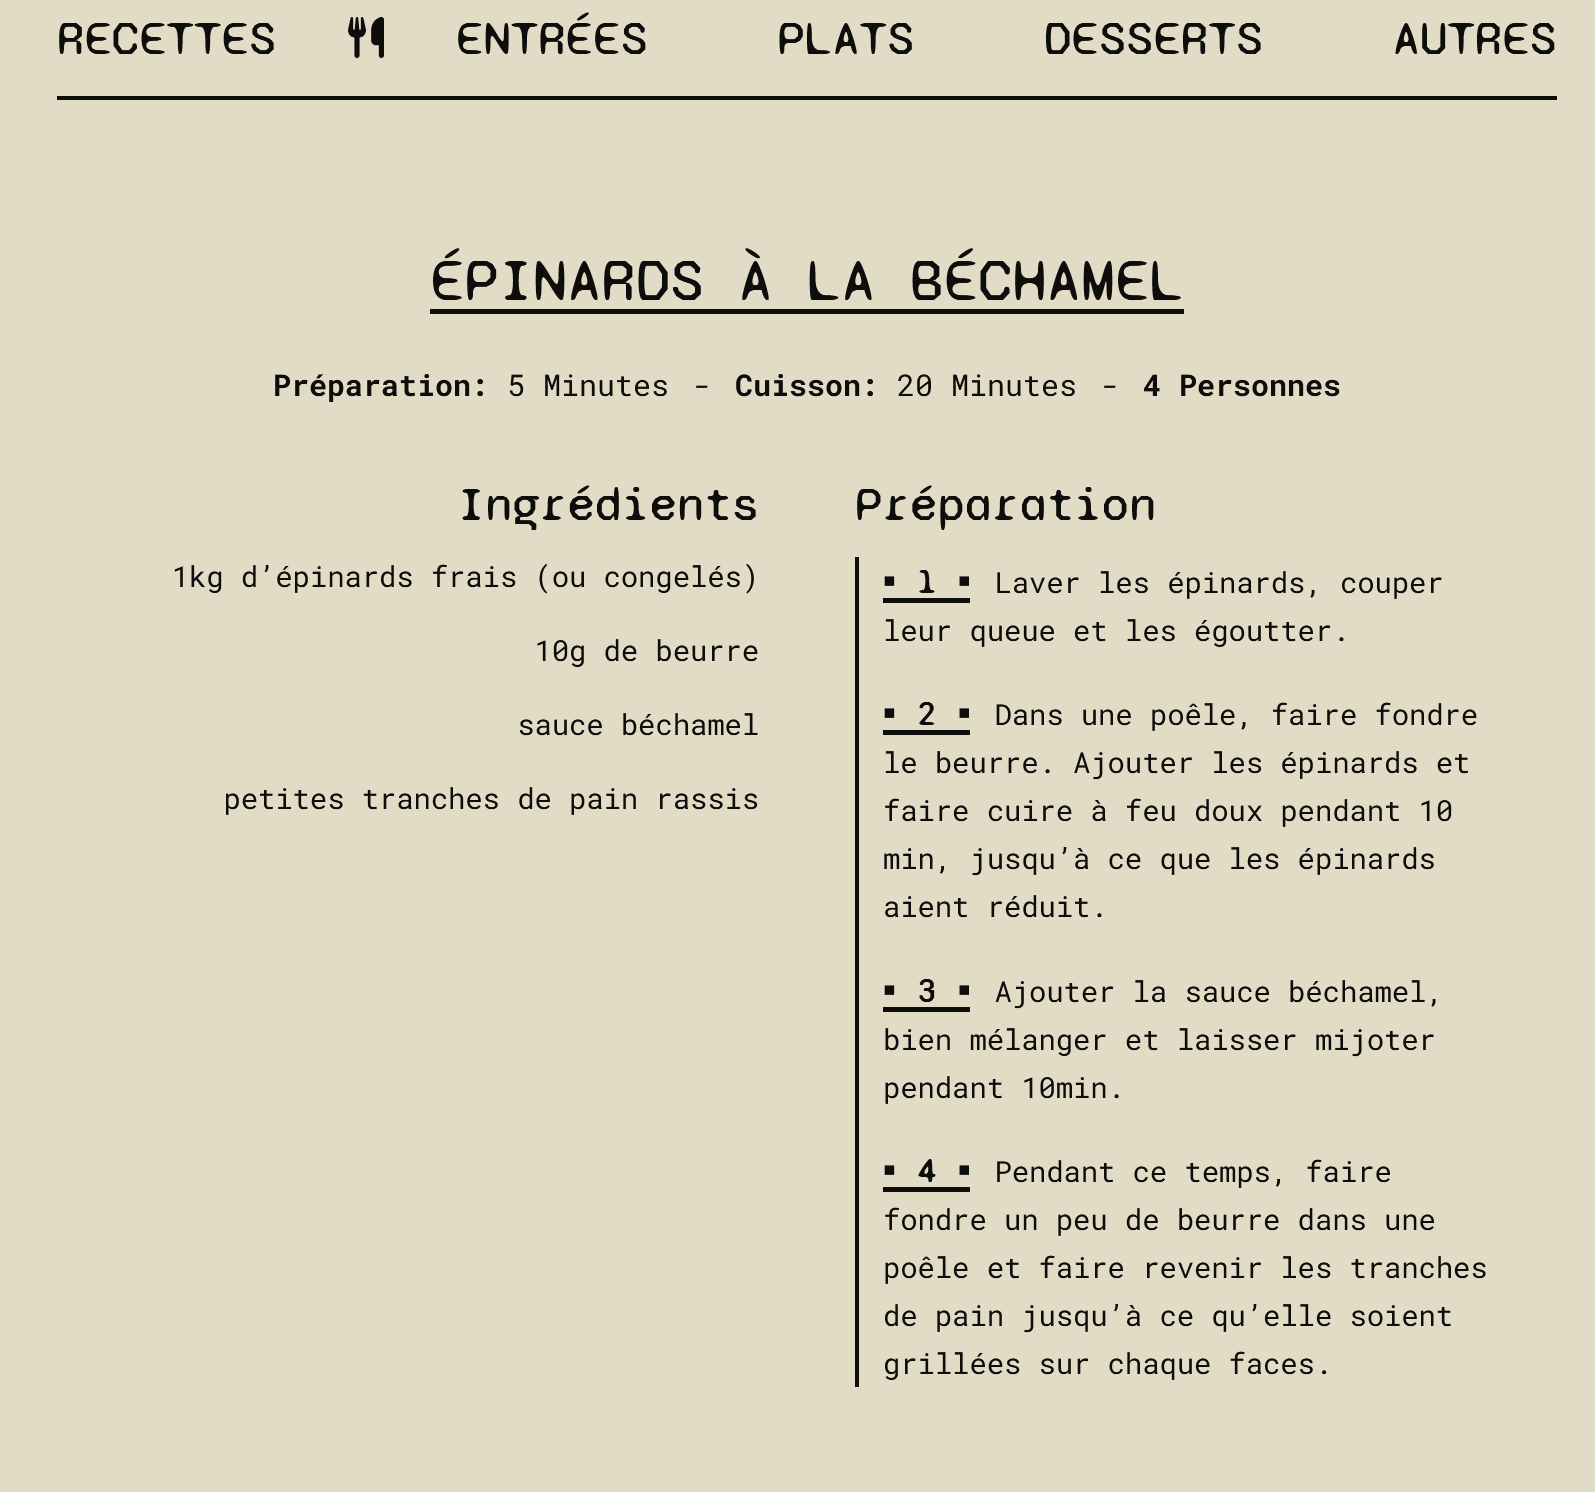 RECETTES ENTRÉES PLATS DESSERTS AUTRES
ÉPINARDS À LA BÉCHAMEL
Préparation: 5 Minutes - Cuisson: 20 Minutes - 4 Personnes
Ingrédients
1kg d’épinards frais (ou congelés)
10g de beurre
sauce béchamel
petites tranches de pain rassis
Préparation
▪ 1 ▪ Laver les épinards, couper
leur queue et les égoutter.
▪ 2 ▪ Dans une poêle, faire fondre
le beurre. Ajouter les épinards et
faire cuire à feu doux pendant 10
min, jusqu’à ce que les épinards
aient réduit.
▪ 3 ▪ Ajouter la sauce béchamel,
bien mélanger et laisser mijoter
pendant 10min.
▪ 4 ▪ Pendant ce temps, faire
fondre un peu de beurre dans une
poêle et faire revenir les tranches
de pain jusqu’à ce qu’elle soient
grillées sur chaque faces.